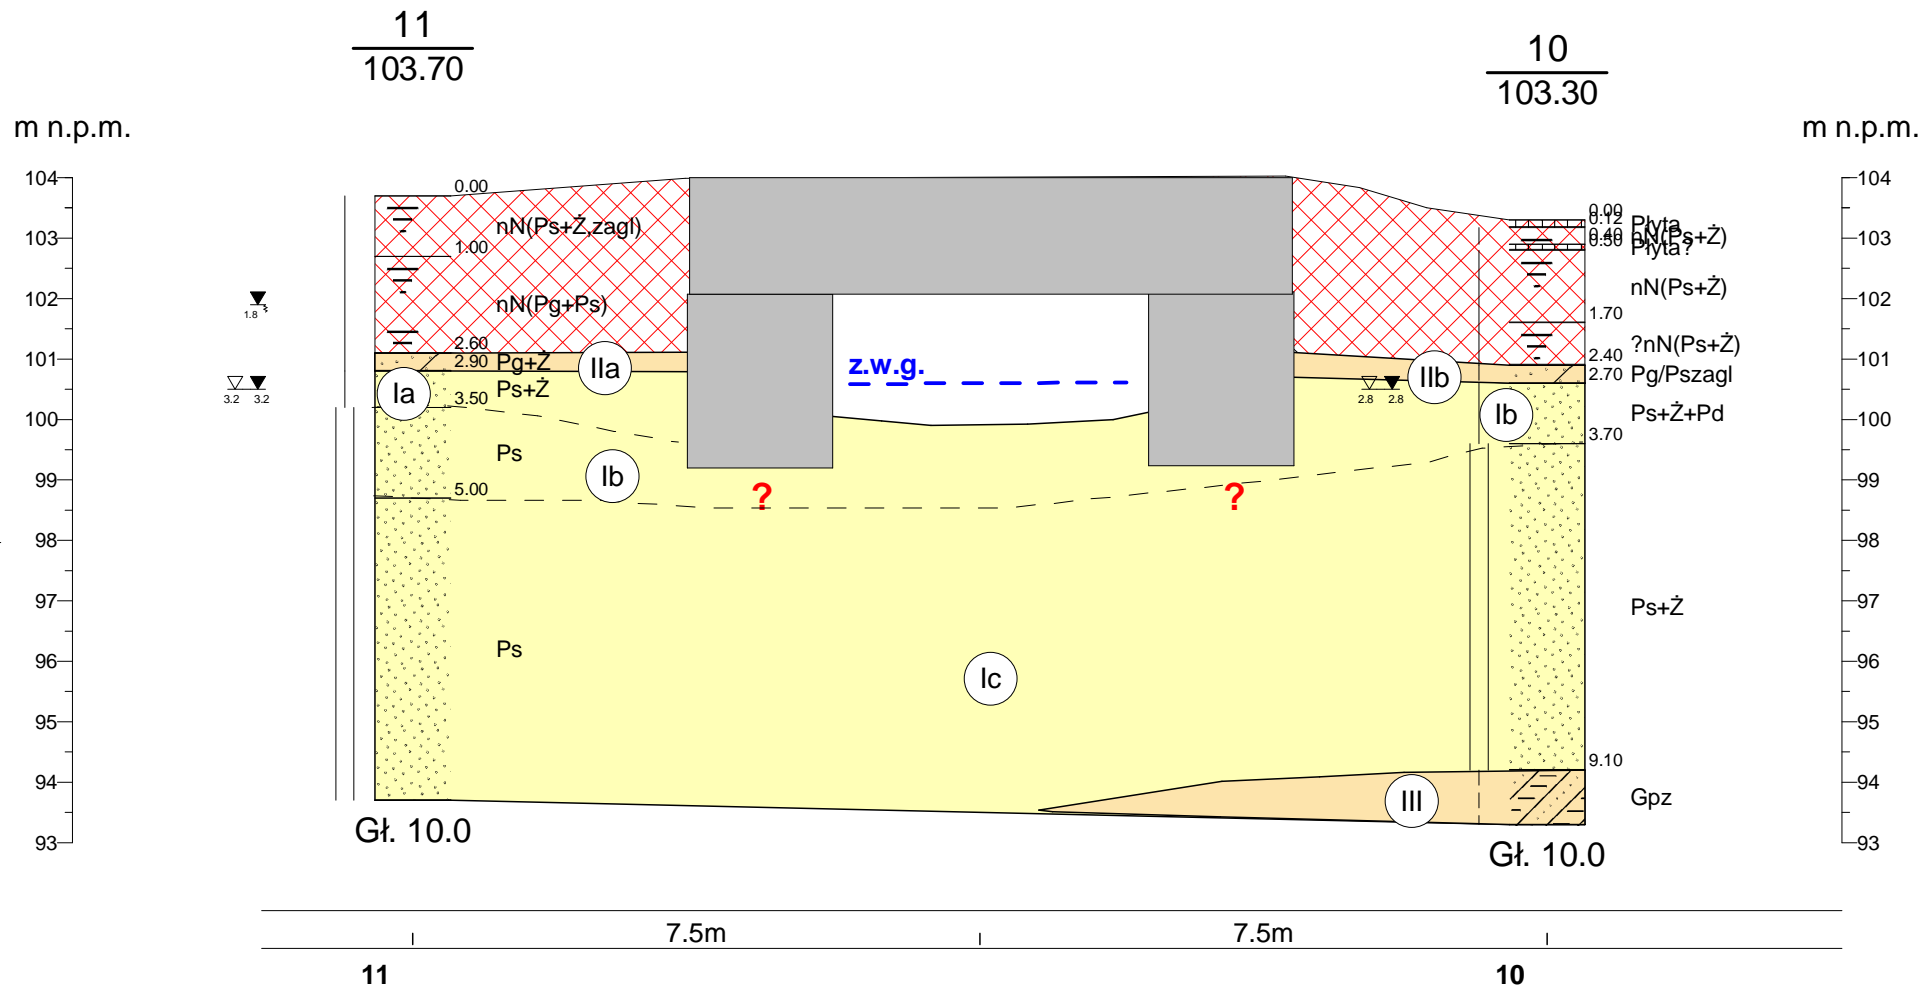 11
103.70
10
103.30
m n.p.m.
m n.p.m.
104
103
102
101
100
99
98
97
96
95
94
93
1.8
3.2 3.2
0.00
nN(Ps+Ż,zagl)
1.00
nN(Pg+Ps)
2.60
Pg+Ż
2.90
Ps+Ż
3.50
Ps
5.00
Ps
Ia
IIa
Ib
z.w.g.
?
?
Ic
IIb
Ib
III
2.8 2.8
0.00
0.12
Płyta
0.40
nN(Ps+Ż)
0.50
Płyta?
nN(Ps+Ż)
1.70
?nN(Ps+Ż)
2.40
Pg/Pszagl
2.70
Ps+Ż+Pd
3.70
Ps+Ż
9.10
Gpz
104
103
102
101
100
99
98
97
96
95
94
93
Gł. 10.0
Gł. 10.0
7.5m
7.5m
11
10